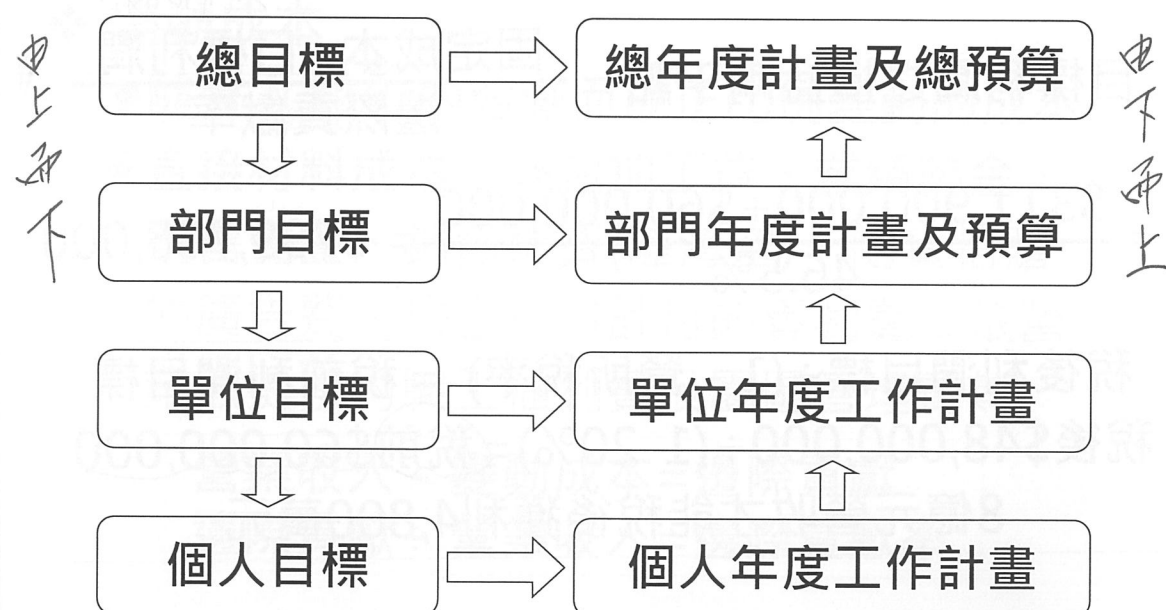 由上而下
總目標
總年度計畫及總預算
由下而上
部門目標
部門年度計畫及預算
單位目標
單位年度工作計畫
個人目標
個人年度工作計畫